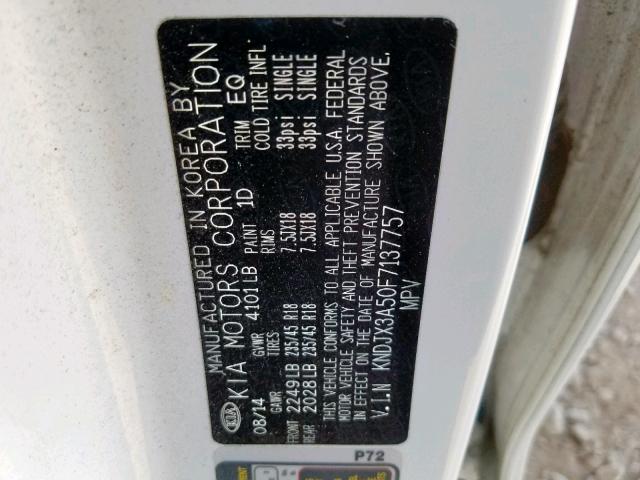 MANUFACTURED IN KOREA BY
KIA KIA MOTORS CORPORATION
08/14 GVWR 4101LB PAINT 1D TRIM EQ
GAWR TIRES RIMS COLD TIRE INFL
FRONT 2249LB 235/45 R18 7.5JX18 33psi SINGLE
REAR 2028LB 235/45 R18 7.5JX18 33psi SINGLE
THIS VEHICLE CONFORMS TO ALL APPLICABLE U.S.A. FEDERAL
MOTOR VEHICLE SAFETY AND THEFT PREVENTION STANDARDS
IN EFFECT ON THE DATE OF MANUFACTURE SHOWN ABOVE.
V.I.N KNDJX3A50F7137757
MPV
P72